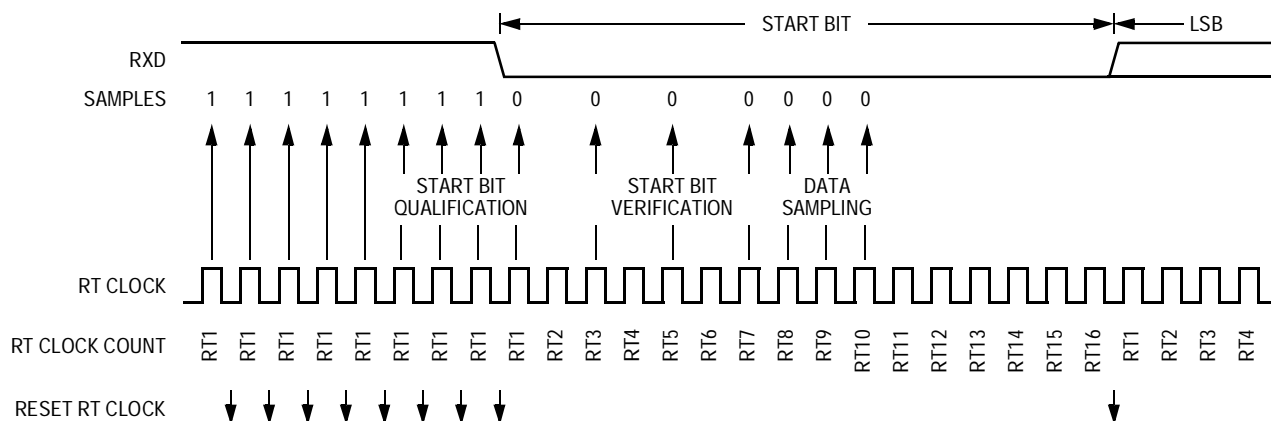 START BIT LSB
RXD
SAMPLES 1 1 1 1 1 1 1 1 0 0 0 0 0 0 0
START BIT QUALIFICATION START BIT VERIFICATION DATA SAMPLING
RT CLOCK
RT CLOCK COUNT RT1 RT1 RT1 RT1 RT1 RT1 RT1 RT1 RT1 RT2 RT3 RT4 RT5 RT6 RT7 RT8 RT9 RT10 RT11 RT12 RT13 RT14 RT15 RT16 RT1 RT2 RT3 RT4
RESET RT CLOCK